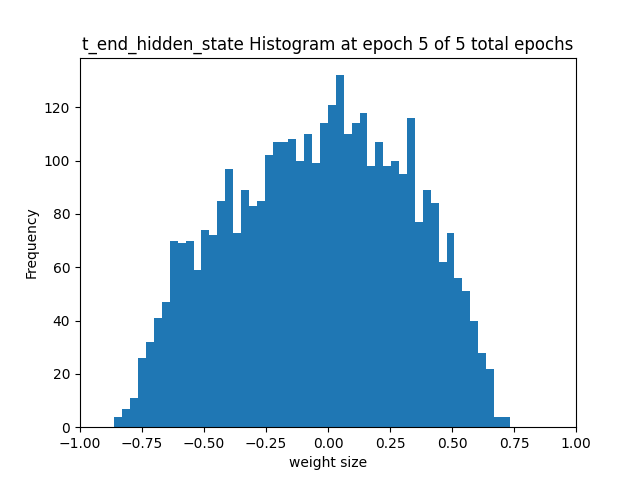 t_end_hidden_state Histogram at epoch 5 of 5 total epochs
120
100
80
60
40
20
0
Frequency
−1.00 −0.75 −0.50 −0.25 0.00 0.25 0.50 0.75 1.00
weight size